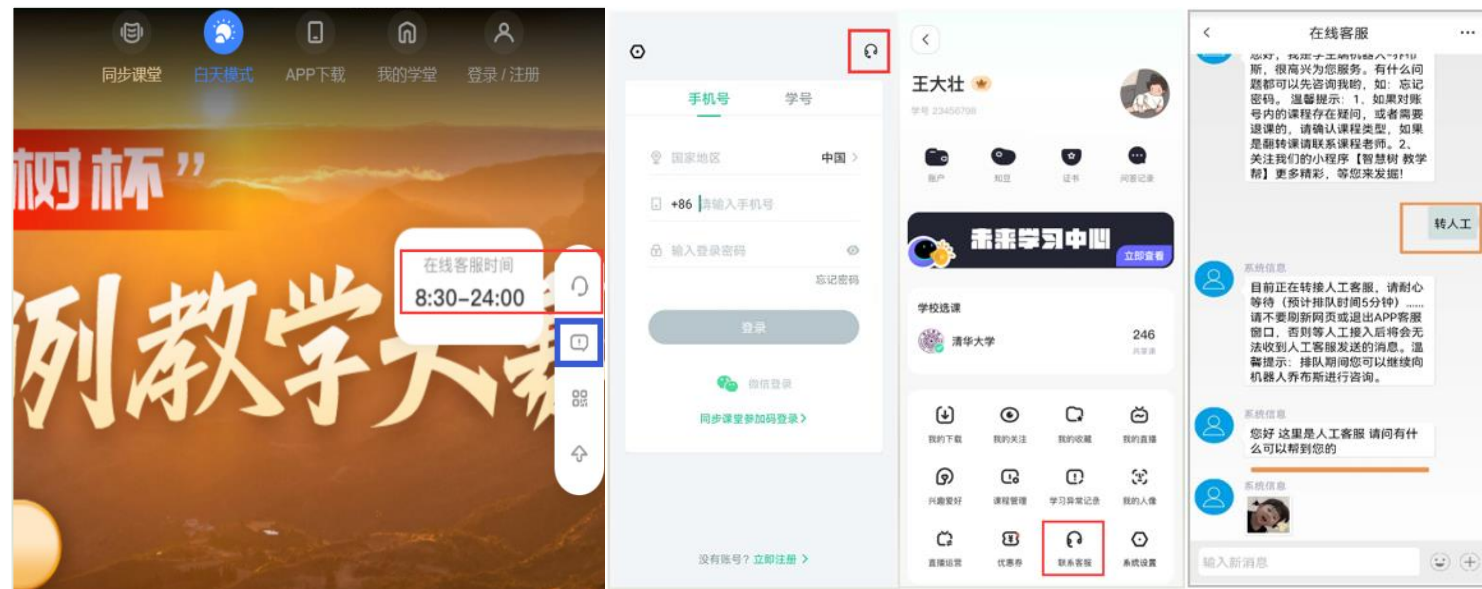 同步课堂
白天模式
APP下载
我的学堂
登录 / 注册
树杯”
例教学大赛
在线客服时间
8:30–24:00
手机号
学号
国家地区
中国 >
+86 请输入手机号
输入登录密码
忘记密码
登录
微信登录
同步课堂参加码登录 >
没有账号? 立即注册 >
王大壮
学号 23456798
账户
知豆
证书
问答记录
未来学习中心
立即查看
学校选课
清华大学
246
共享课
我的下载
我的关注
我的收藏
我的直播
兴趣爱好
课程管理
学习异常记录
我的人像
直播运营
优惠券
联系客服
系统设置
在线客服
斯，很高兴为您服务。有什么问
题都可以先咨询我哟，如：忘记
密码。 温馨提示：1，如果对账
号内的课程存在疑问，或者需要
退课的，请确认课程类型，如果
是翻转课请联系课程老师。2、
关注我们的小程序【智慧树 教学
帮】更多精彩，等您来发掘!
转人工
系统信息
目前正在转接人工客服，请耐心
等待（预计排队时间5分钟）......
请不要刷新网页或退出APP客服
窗口，否则等人工接入后将会无
法收到人工客服发送的消息。温
馨提示：排队期间您可以继续向
机器人乔布斯进行咨询。
系统信息
您好 这里是人工客服 请问有什
么可以帮到您的
系统信息
输入新消息